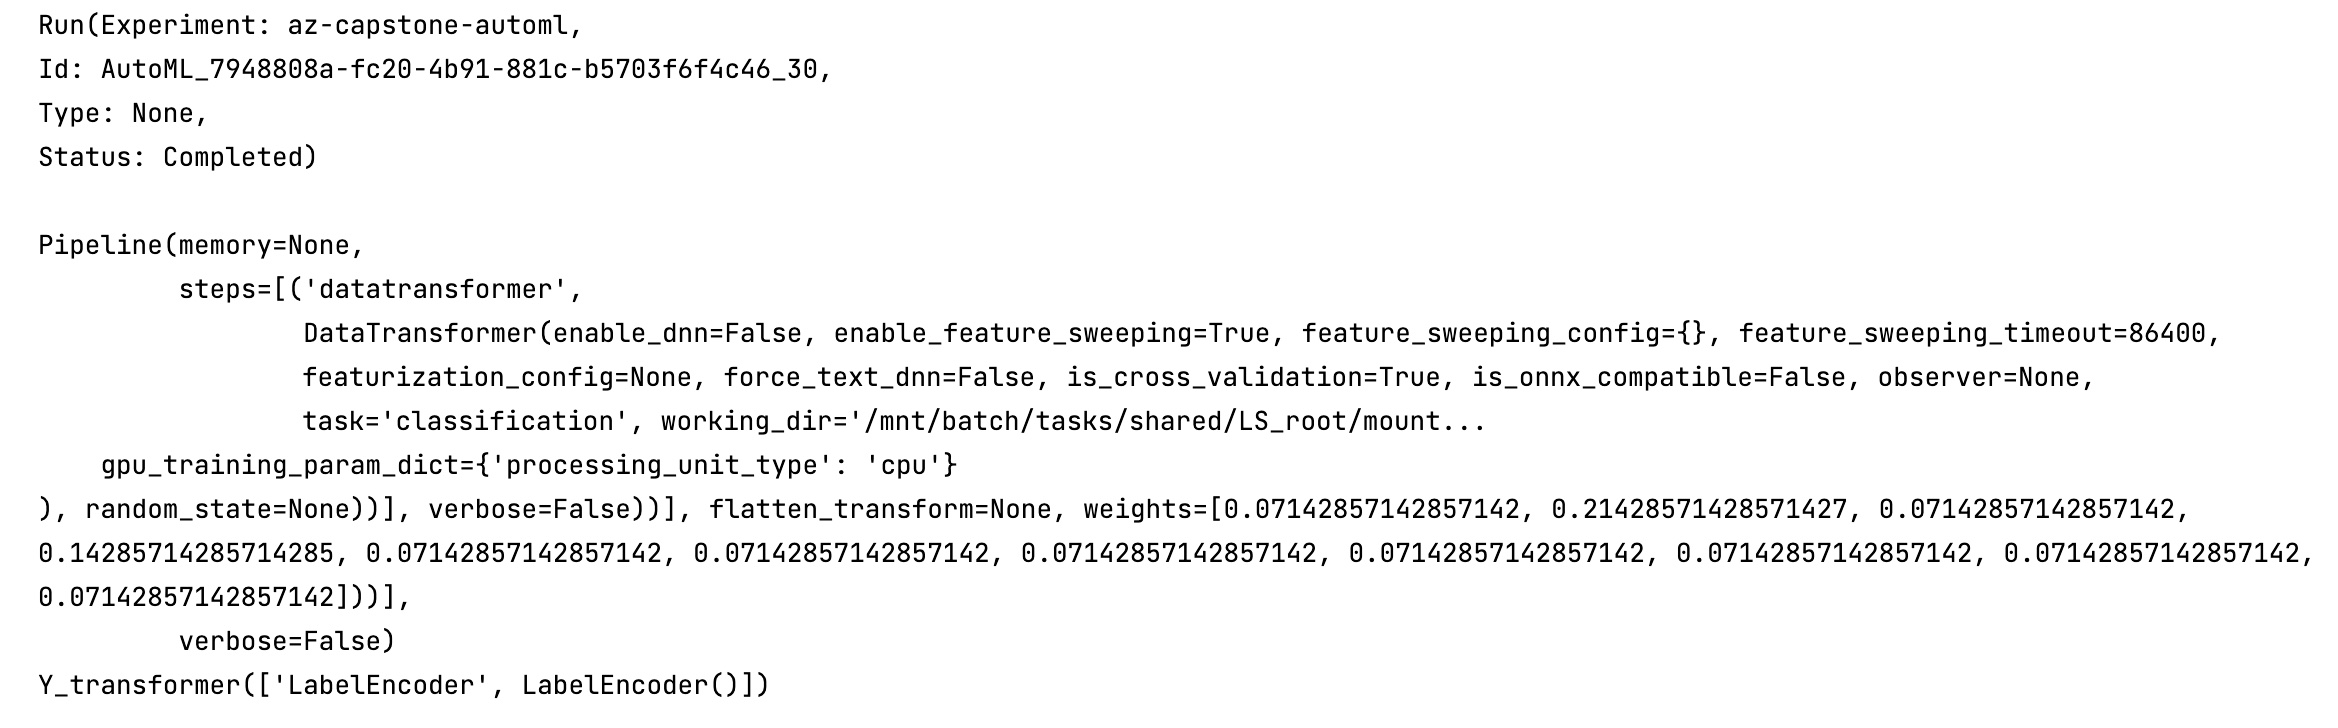 Run(Experiment: az-capstone-automl,
Id: AutoML_7948808a-fc20-4b91-881c-b5703f6f4c46_30,
Type: None,
Status: Completed)

Pipeline(memory=None,
         steps=[('datatransformer',
                 DataTransformer(enable_dnn=False, enable_feature_sweeping=True, feature_sweeping_config={}, feature_sweeping_timeout=86400,
                 featurization_config=None, force_text_dnn=False, is_cross_validation=True, is_onnx_compatible=False, observer=None,
                 task='classification', working_dir='/mnt/batch/tasks/shared/LS_root/mount...
    gpu_training_param_dict={'processing_unit_type': 'cpu'}
), random_state=None))], verbose=False))], flatten_transform=None, weights=[0.07142857142857142, 0.21428571428571427, 0.07142857142857142,
0.14285714285714285, 0.07142857142857142, 0.07142857142857142, 0.07142857142857142, 0.07142857142857142, 0.07142857142857142, 0.07142857142857142,
0.07142857142857142]))],
         verbose=False)
Y_transformer(['LabelEncoder', LabelEncoder()])